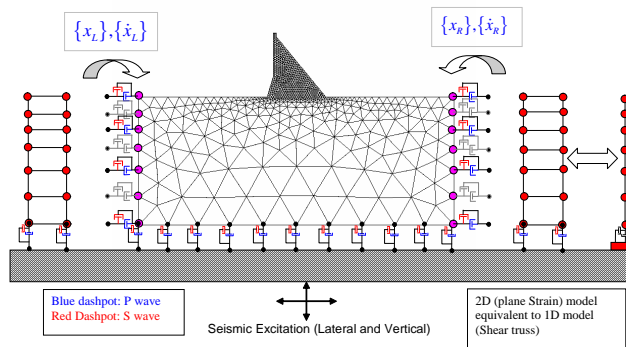 {x_L},{ẋ_L}
{x_R},{ẋ_R}
Blue dashpot: P wave
Red Dashpot: S wave
Seismic Excitation (Lateral and Vertical)
2D (plane Strain) model
equivalent to 1D model
(Shear truss)